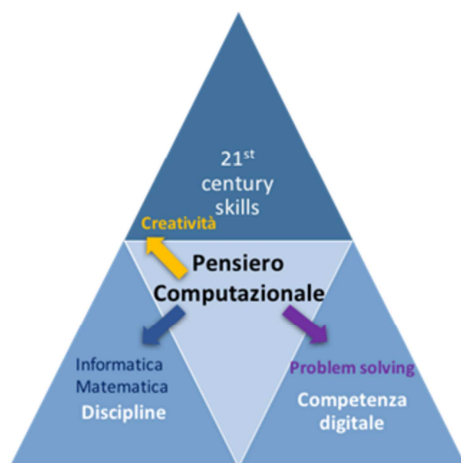 21st
century
skills
Creatività
Pensiero
Computazionale
Informatica
Matematica
Discipline
Problem solving
Competenza
digitale